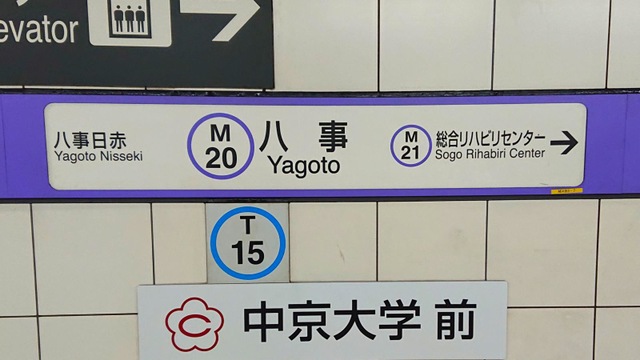 evator
八事日赤
Yagoto Nisseki
M
20
八 事
Yagoto
M
21
総合リハビリセンター
Sogo Rihabiri Center
T
15
C
中京大学 前